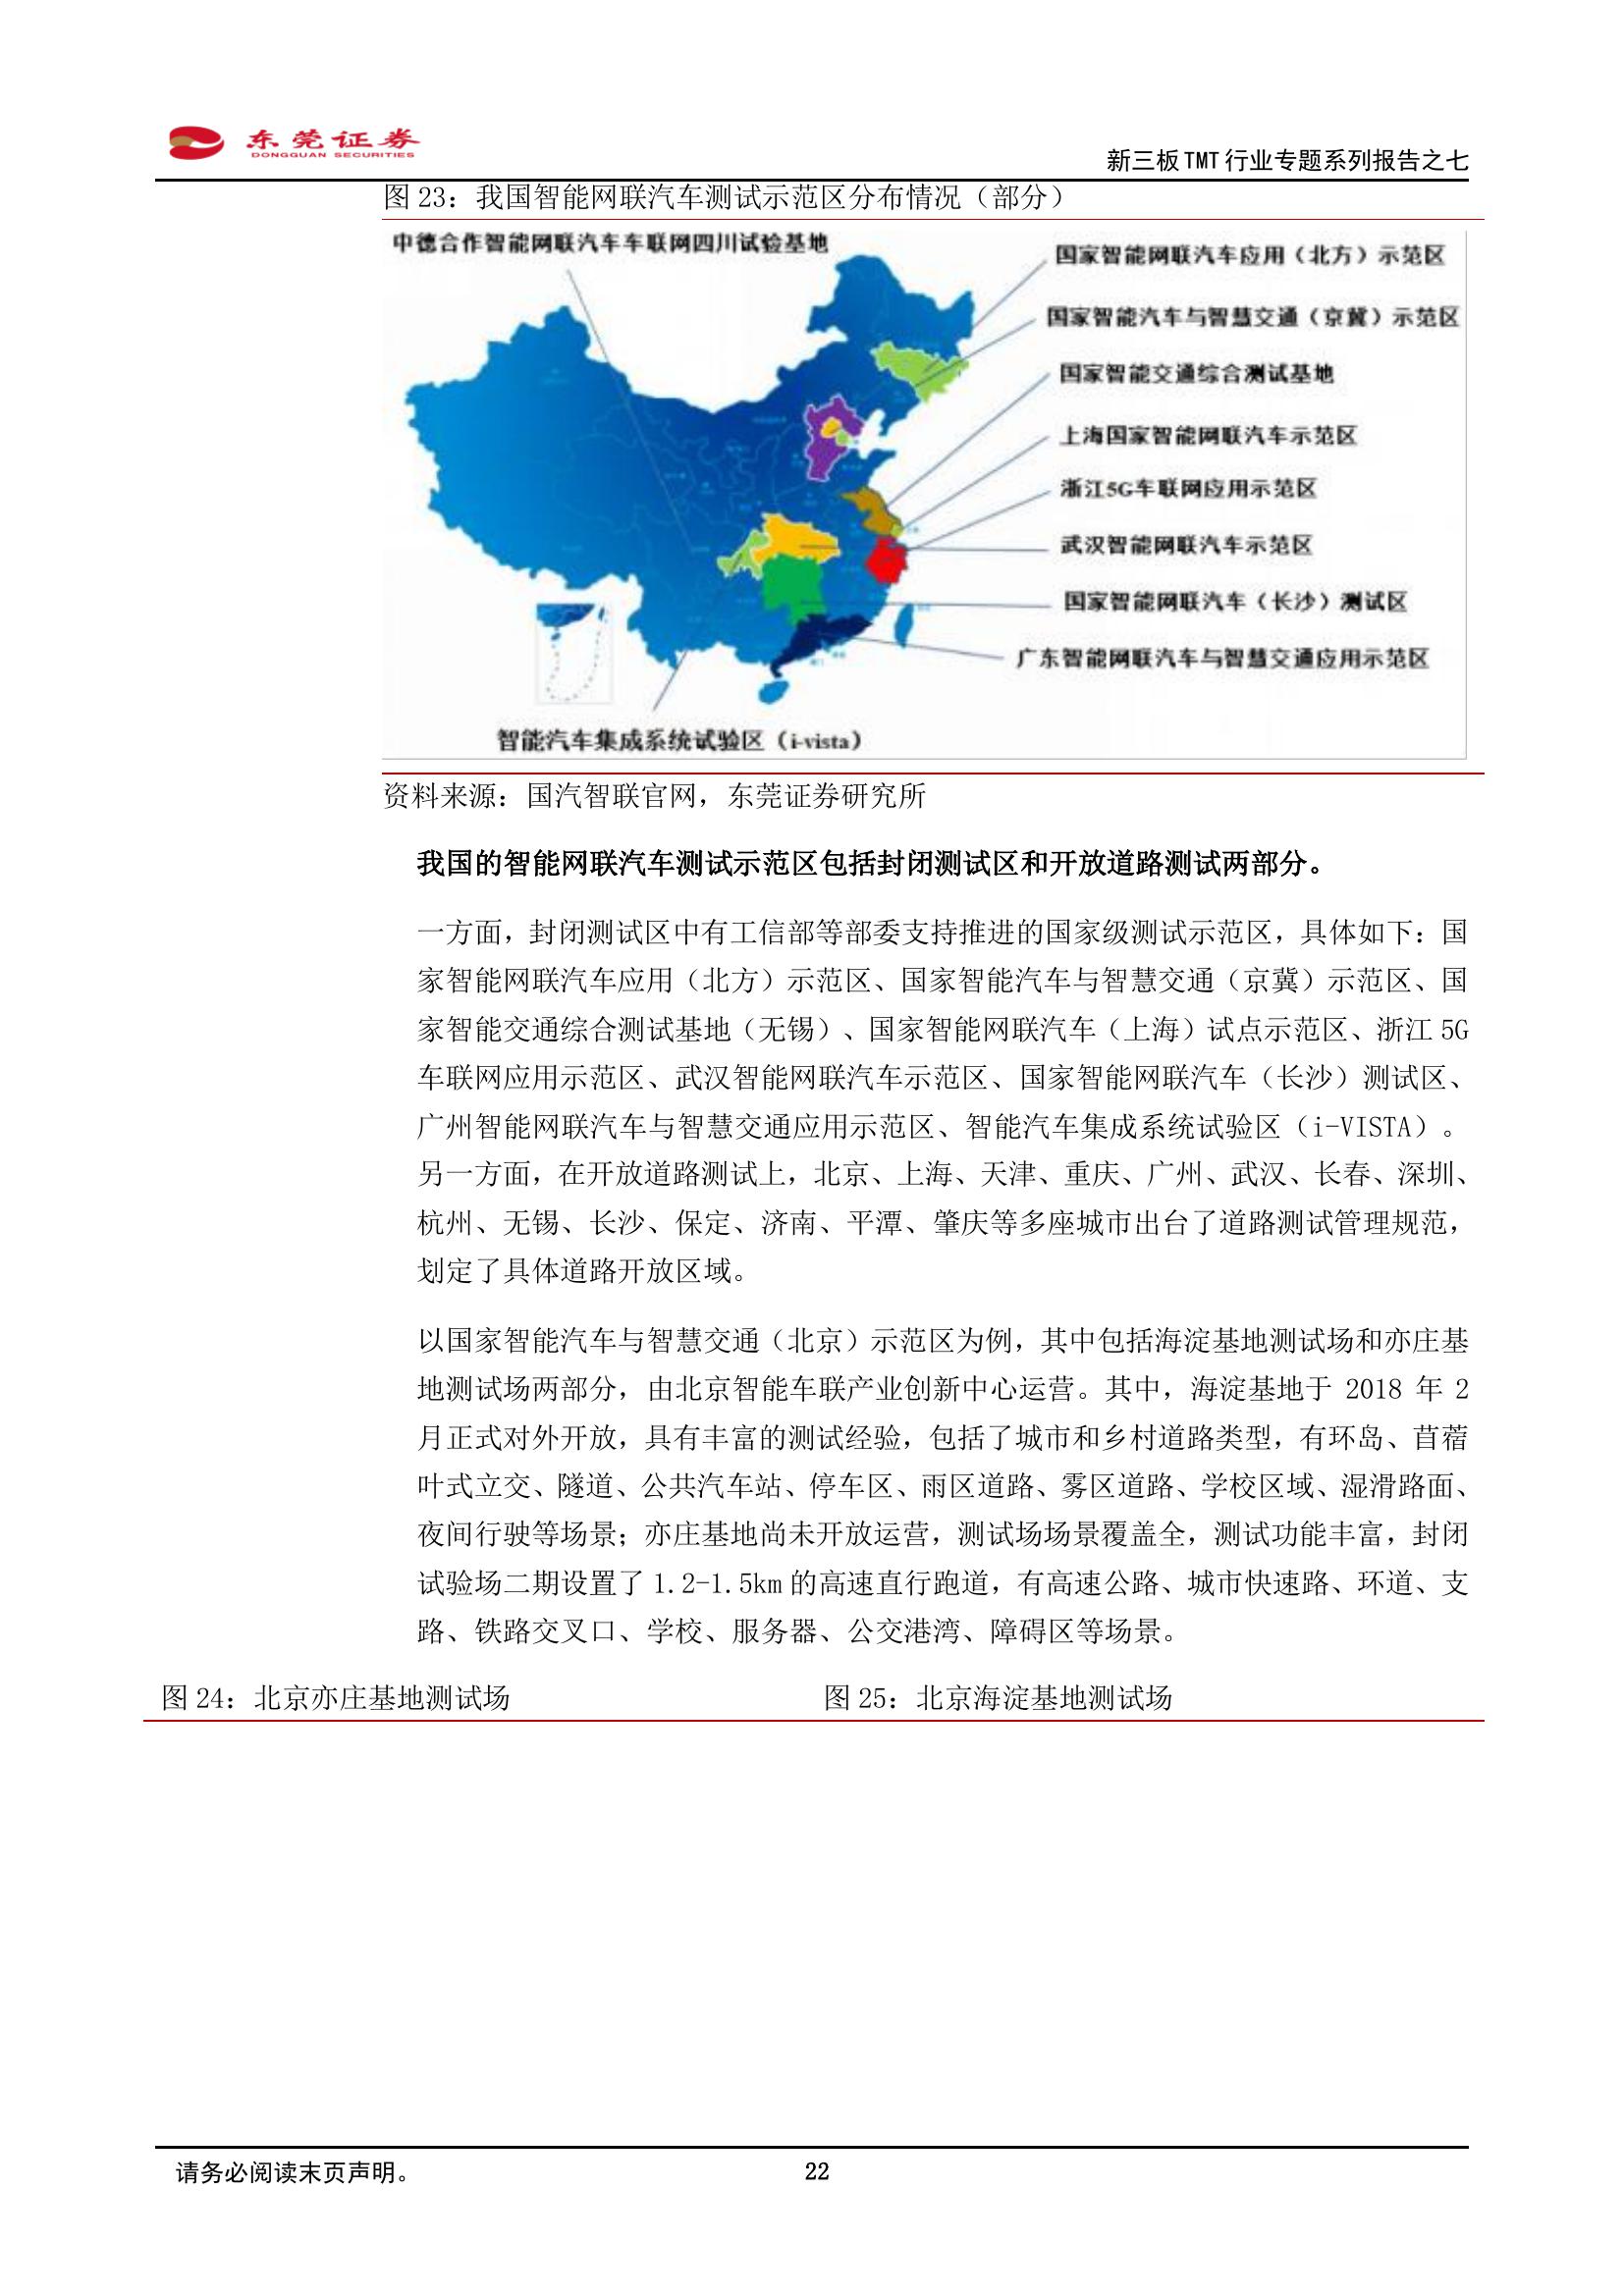 东莞证券
DONGGUAN SECURITIES
新三板 TMT 行业专题系列报告之七
图 23：我国智能网联汽车测试示范区分布情况（部分）
中德合作智能网联汽车车联网四川试验基地
国家智能网联汽车应用（北方）示范区
国家智能汽车与智慧交通（京冀）示范区
国家智能交通综合测试基地
上海国家智能网联汽车示范区
浙江5G车联网应用示范区
武汉智能网联汽车示范区
国家智能网联汽车（长沙）测试区
广东智能网联汽车与智慧交通应用示范区
智能汽车集成系统试验区（i-vista）
资料来源：国汽智联官网，东莞证券研究所
我国的智能网联汽车测试示范区包括封闭测试区和开放道路测试两部分。
一方面，封闭测试区中有工信部等部委支持推进的国家级测试示范区，具体如下：国
家智能网联汽车应用（北方）示范区、国家智能汽车与智慧交通（京冀）示范区、国
家智能交通综合测试基地（无锡）、国家智能网联汽车（上海）试点示范区、浙江 5G
车联网应用示范区、武汉智能网联汽车示范区、国家智能网联汽车（长沙）测试区、
广州智能网联汽车与智慧交通应用示范区、智能汽车集成系统试验区（i-VISTA）。
另一方面，在开放道路测试上，北京、上海、天津、重庆、广州、武汉、长春、深圳、
杭州、无锡、长沙、保定、济南、平潭、肇庆等多座城市出台了道路测试管理规范，
划定了具体道路开放区域。
以国家智能汽车与智慧交通（北京）示范区为例，其中包括海淀基地测试场和亦庄基
地测试场两部分，由北京智能车联产业创新中心运营。其中，海淀基地于 2018 年 2
月正式对外开放，具有丰富的测试经验，包括了城市和乡村道路类型，有环岛、苜蓿
叶式立交、隧道、公共汽车站、停车区、雨区道路、雾区道路、学校区域、湿滑路面、
夜间行驶等场景；亦庄基地尚未开放运营，测试场场景覆盖全，测试功能丰富，封闭
试验场二期设置了 1.2-1.5km 的高速直行跑道，有高速公路、城市快速路、环道、支
路、铁路交叉口、学校、服务器、公交港湾、障碍区等场景。
图 24：北京亦庄基地测试场
图 25：北京海淀基地测试场
请务必阅读末页声明。
22